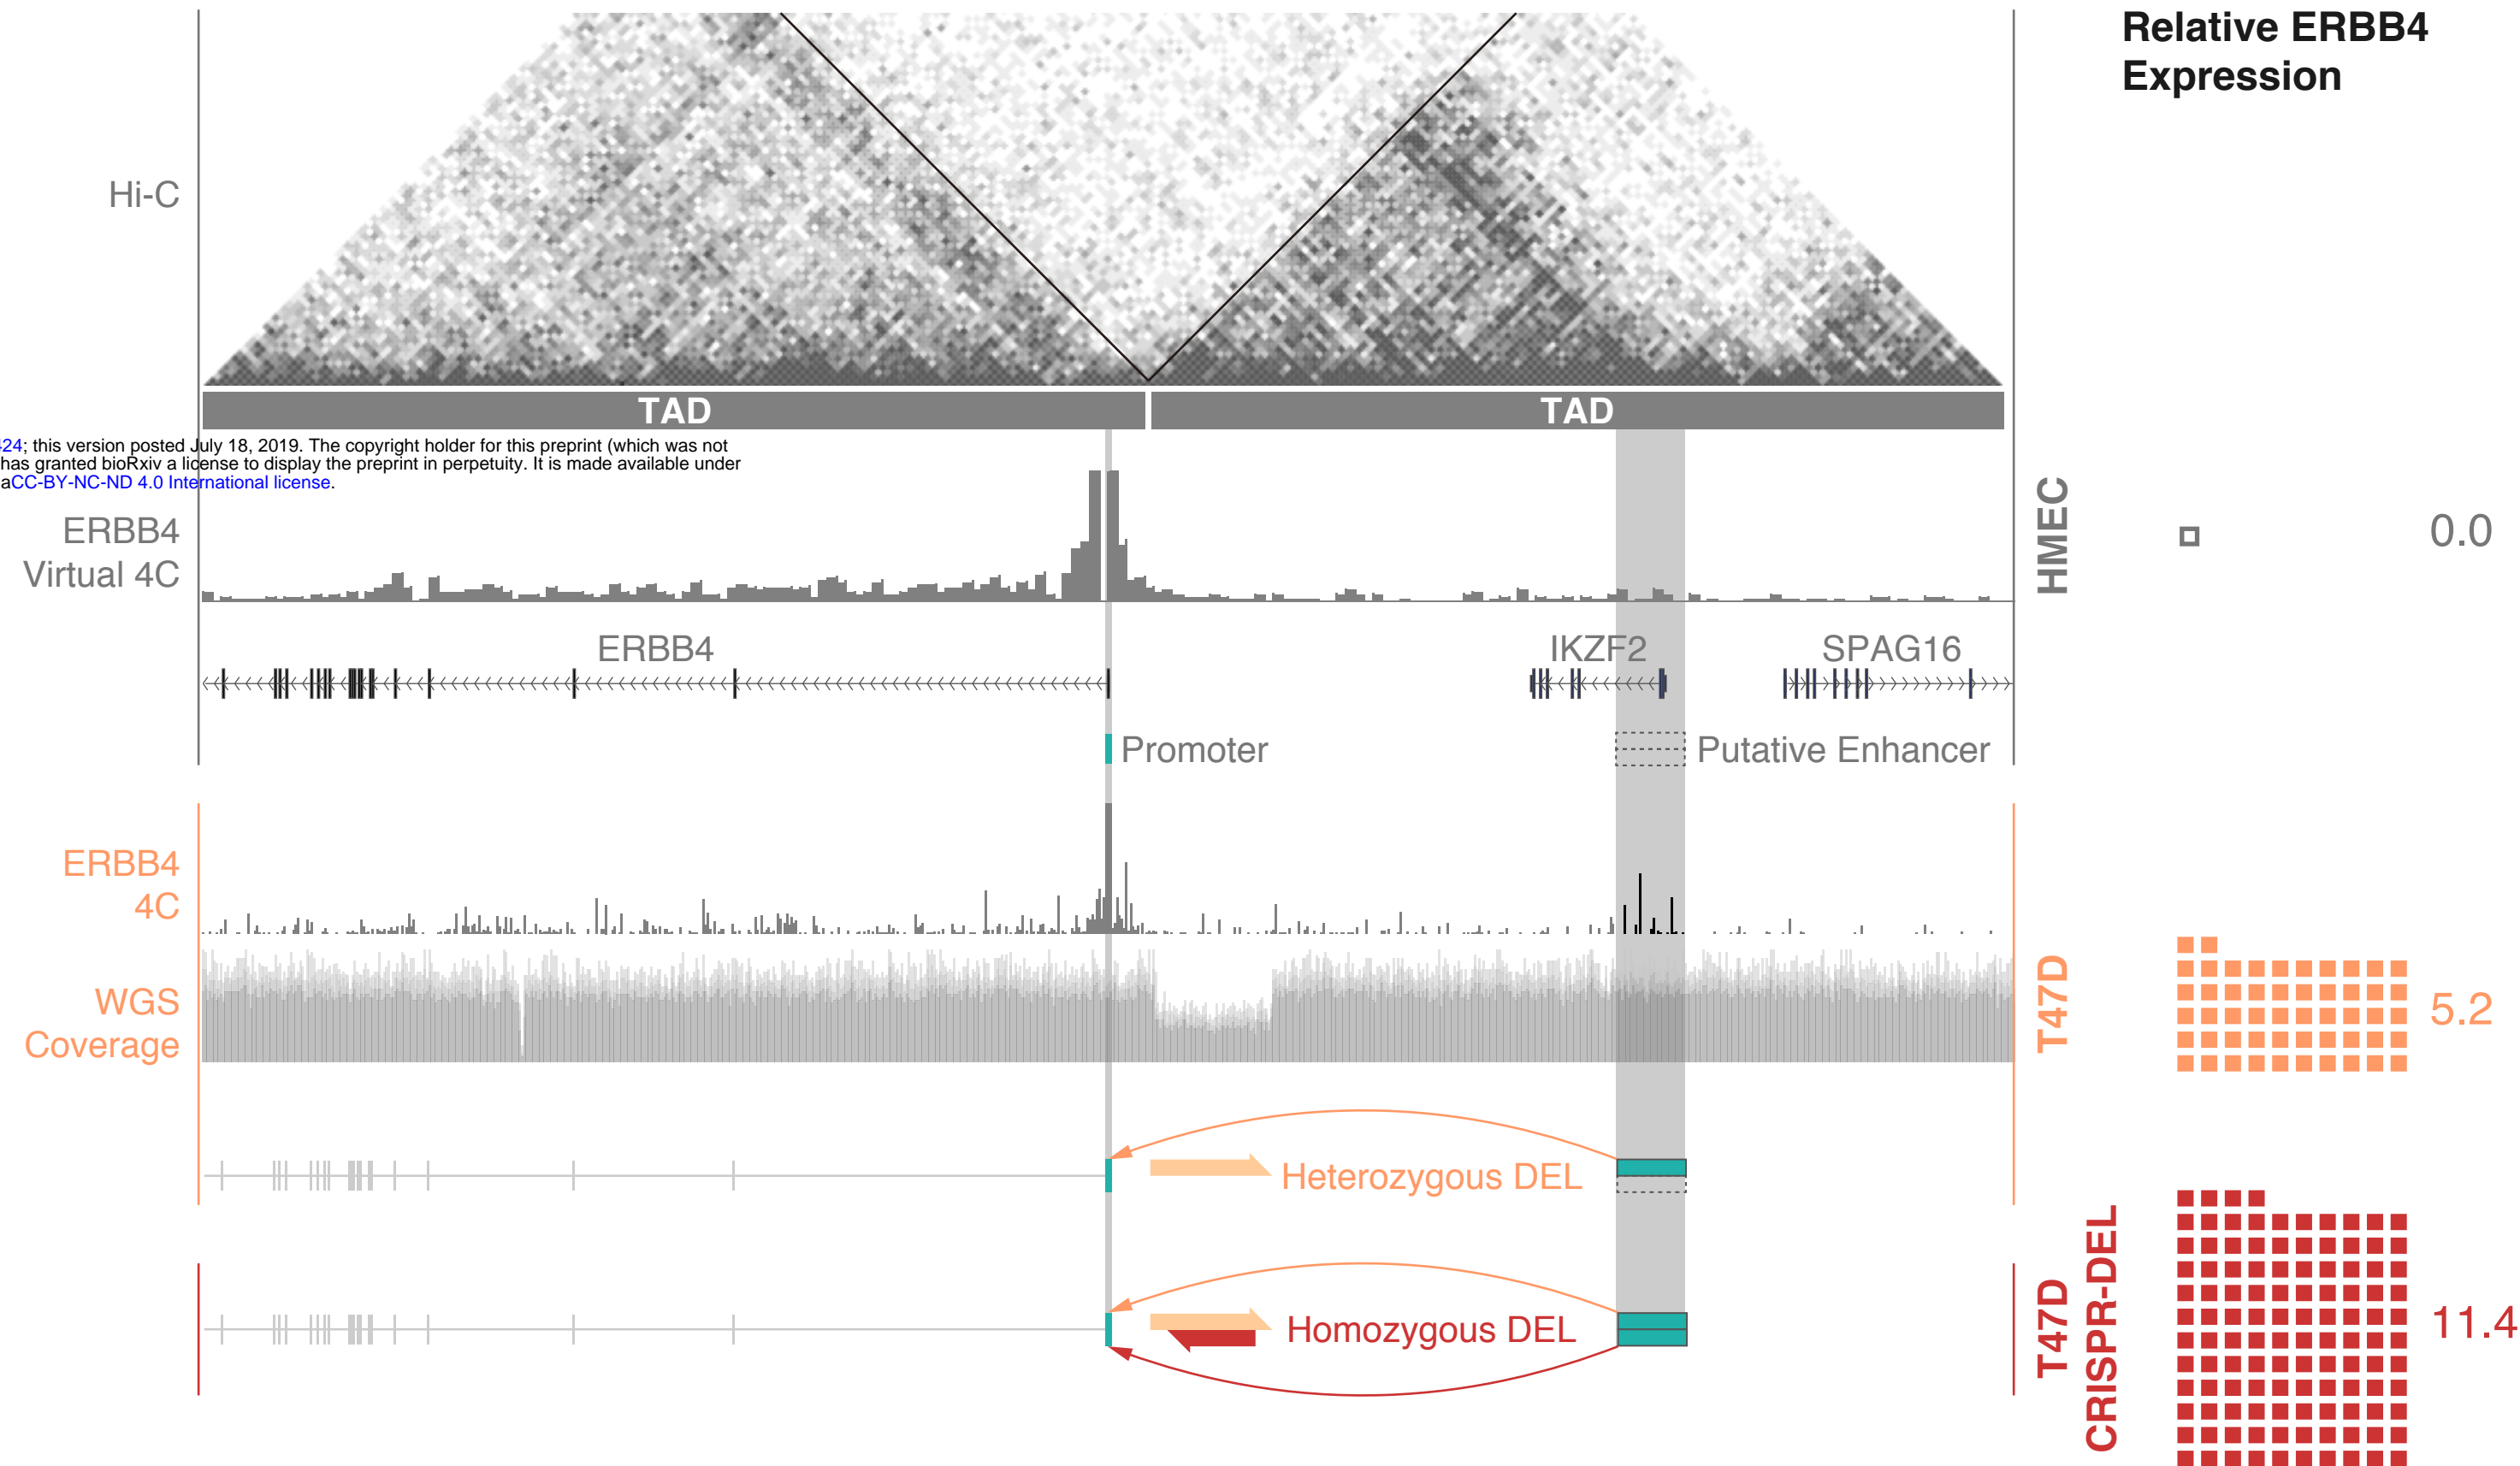 Relative ERBB4
Expression
Hi-C
TAD
TAD
424; this version posted July 18, 2019. The copyright holder for this preprint (which was not
has granted bioRxiv a license to display the preprint in perpetuity. It is made available under
aCC-BY-NC-ND 4.0 International license.
ERBB4
Virtual 4C
HMEC
0.0
ERBB4
IKZF2
SPAG16
Promoter
Putative Enhancer
ERBB4
4C
WGS
Coverage
T47D
5.2
Heterozygous DEL
Homozygous DEL
T47D
CRISPR-DEL
11.4